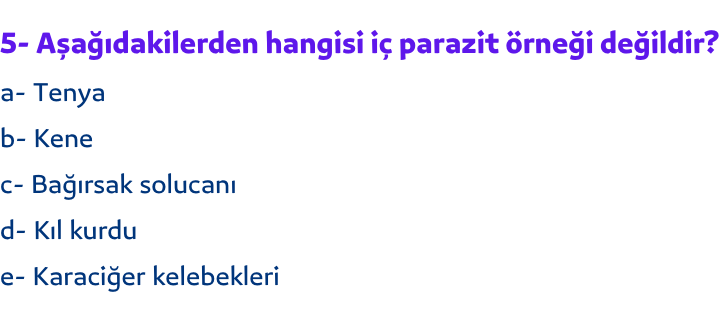 5- Aşağıdakilerden hangisi iç parazit örneği değildir?
a- Tenya
b- Kene
c- Bağırsak solucanı
d- Kıl kurdu
e- Karaciğer kelebekleri